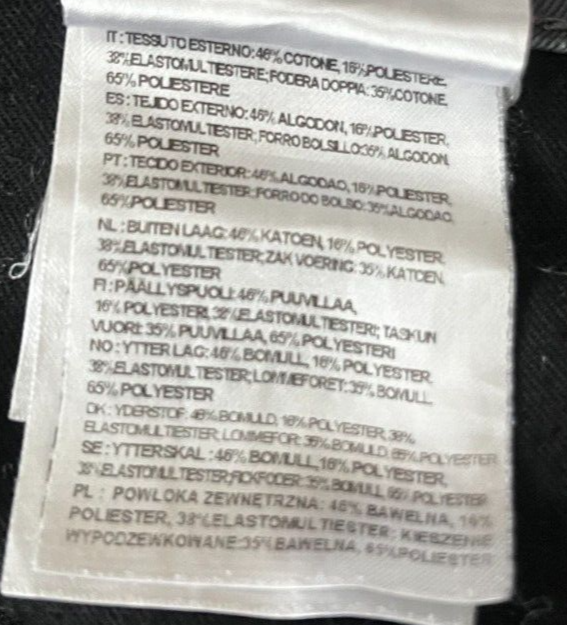 IT : TESSUTO ESTERNO: 46% COTONE, 16%POLIESTERE,
38%ELASTOMULTIESTERE; FODERA DOPPIA: 35%COTONE,
65% POLIESTERE
ES : TEJIDO EXTERNO: 46% ALGODON, 16%POLIESTER,
38% ELASTOMULTIESTER; FORRO BOLSILLO:35% ALGODON,
65% POLIESTER
PT : TECIDO EXTERIOR: 46% ALGODAO, 16%POLIESTER,
38%ELASTOMULTIESTER: FORRO DO BOLSO: 35%ALGODAO,
65%POLIESTER
NL : BUITEN LAAG: 46% KATOEN, 16% POLYESTER.
38%ELASTOMULTIESTER; ZAK VOERING: 35% KATOEN,
65%POLYESTER
FI : PÄÄLLYSPUOLI: 46% PUUVILLAA,
16% POLYESTERI, 38%ELASTOMULTIESTERI; TASKUN
VUORI: 35% PUUVILLAA, 65% POLYESTERI
NO : YTTER LAG: 46% BOMULL, 16% POLYESTER,
38%ELASTOMULTIESTER; LOMMEFORET: 35% BOMULL,
65% POLYESTER
DK : YDERSTOF: 46% BOMULD, 16% POLYESTER, 38%
ELASTOMULTIESTER; LOMMEFOR: 35% BOMULD, 65% POLYESTER
SE : YTTERSKAL : 46% BOMULL, 16% POLYESTER,
38%ELASTOMULTIESTER;FICKFODER: 35% BOMULL, 65% POLYESTER
PL : POWLOKA ZEWNETRZNA: 46% BAWELNA, 16%
POLIESTER, 38%ELASTOMULTIESTER; KIESZENIE
WYPODZEWKOWANE:35%BAWELNA, 65%POLIESTER